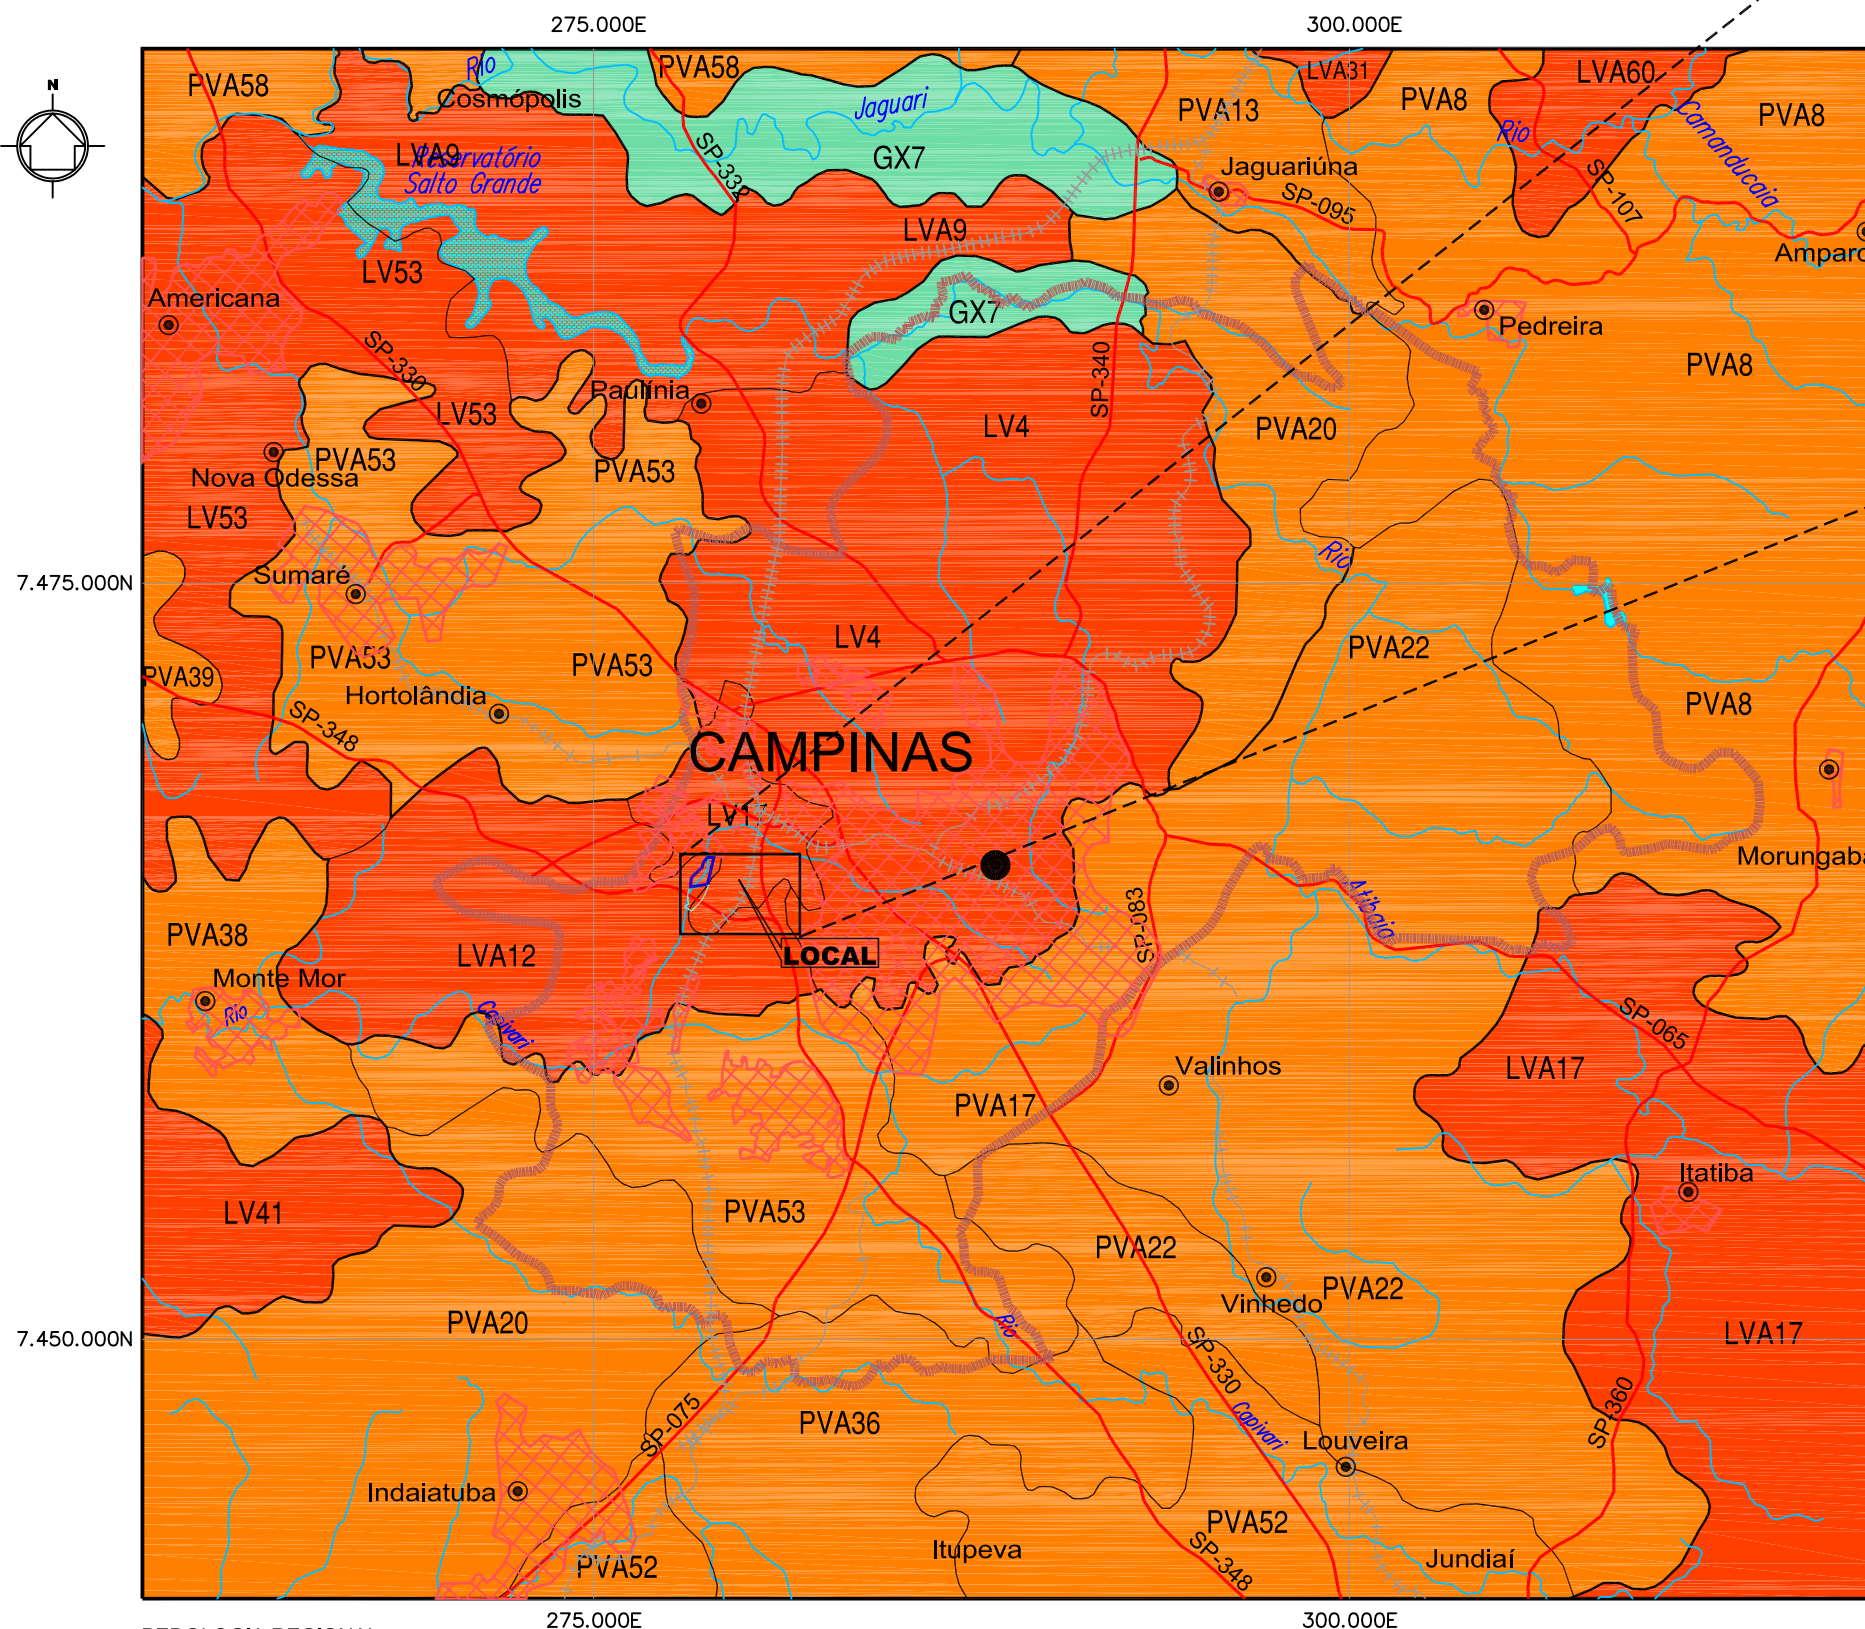 275.000E
300.000E
N
PVA58
Rio
Cosmópolis
PVA58
Jaguari
GX7
PVA13
LVA31
PVA8
LVA60
Rio
Camanducaia
PVA8
LVA9
Reservatório
Salto Grande
SP-332
Jaguariúna
SP-095
SP-107
LVA9
Amparo
LV53
Americana
GX7
Pedreira
SP-330
SP-340
PVA8
Paulínia
LV53
LV4
PVA20
Nova Odessa
PVA53
PVA53
LV53
Rio
7.475.000N
Sumaré
LV4
PVA22
PVA53
PVA53
PVA39
Hortolândia
PVA8
SP-348
CAMPINAS
LV1
Morungaba
SP-083
Atibaia
PVA38
LVA12
LOCAL
Monte Mor
Rio
Capivari
SP-065
Valinhos
LVA17
PVA17
Itatiba
LV41
PVA53
PVA22
PVA22
Vinhedo
PVA20
Rio
7.450.000N
LVA17
SP-330
SP-075
PVA36
Capivari
SP-360
Louveira
Indaiatuba
PVA52
Itupeva
Jundiaí
PVA52
SP-348
275.000E
300.000E